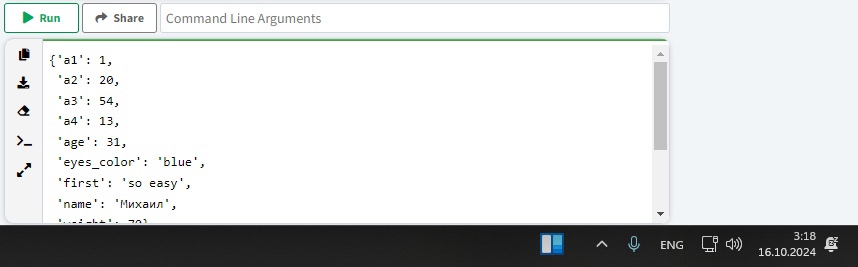 Run Share Command Line Arguments
{'a1': 1,
'a2': 20,
'a3': 54,
'a4': 13,
'age': 31,
'eyes_color': 'blue',
'first': 'so easy',
'name': 'Михаил',
ENG 3:18
16.10.2024